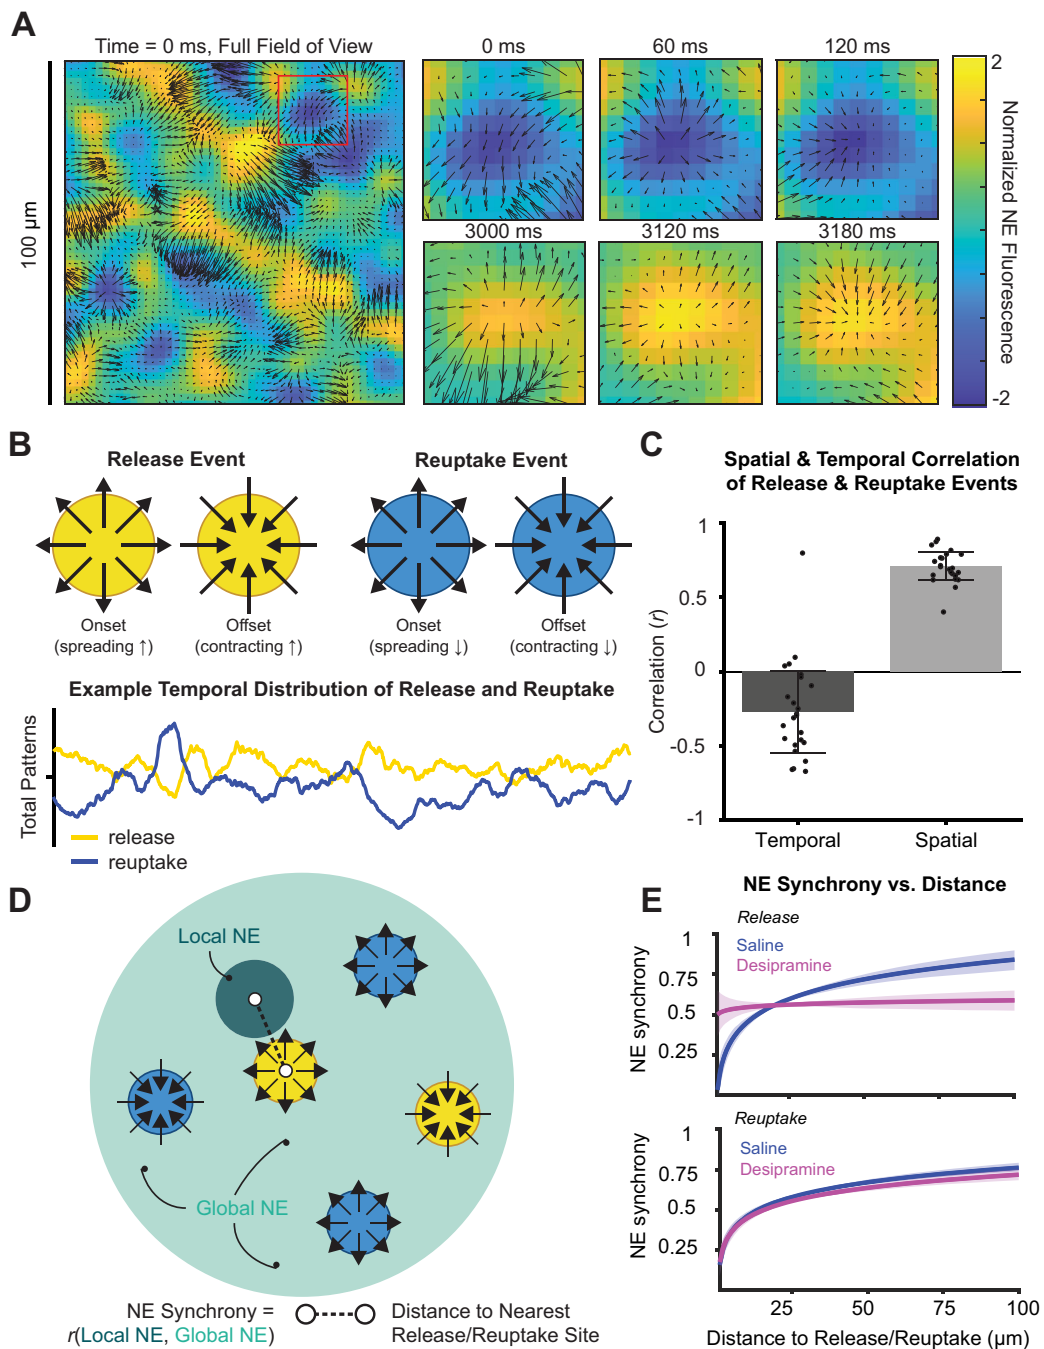 A
Time = 0 ms, Full Field of View
0 ms
60 ms
120 ms
100 µm
3000 ms
3120 ms
3180 ms
2
Normalized NE Fluorescence
-2
B
Release Event
Reuptake Event
Onset
(spreading ↑)
Offset
(contracting ↑)
Onset
(spreading ↓)
Offset
(contracting ↓)
Example Temporal Distribution of Release and Reuptake
Total Patterns
release
reuptake
C
Spatial & Temporal Correlation
of Release & Reuptake Events
Correlation (r)
1
0.5
0
-0.5
-1
Temporal
Spatial
D
Local NE
Global NE
NE Synchrony =
r(Local NE, Global NE)
Distance to Nearest
Release/Reuptake Site
E
NE Synchrony vs. Distance
Release
Saline
Desipramine
NE synchrony
1
0.75
0.5
0.25
Reuptake
Saline
Desipramine
NE synchrony
1
0.75
0.5
0.25
25
50
75
100
Distance to Release/Reuptake (µm)